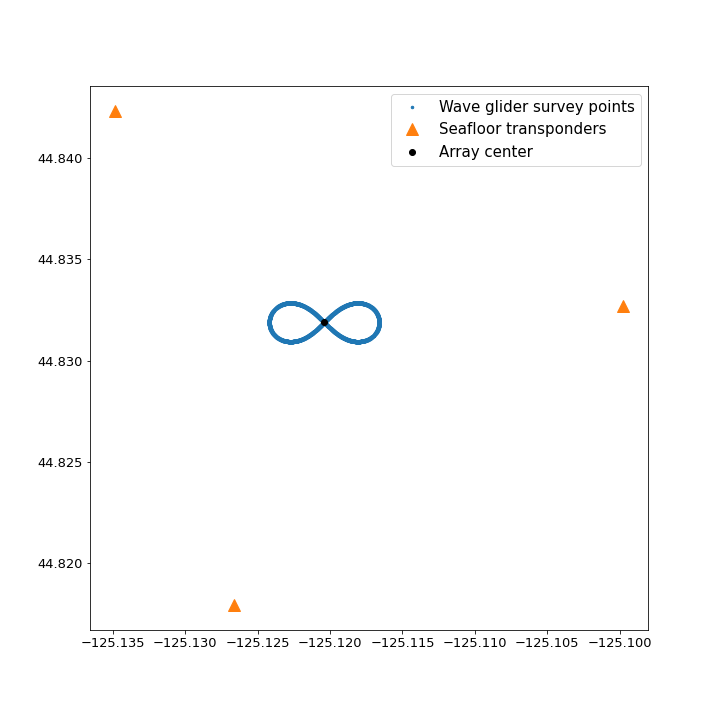 Wave glider survey points
Seafloor transponders
Array center
44.840
44.835
44.830
44.825
44.820
−125.135 −125.130 −125.125 −125.120 −125.115 −125.110 −125.105 −125.100